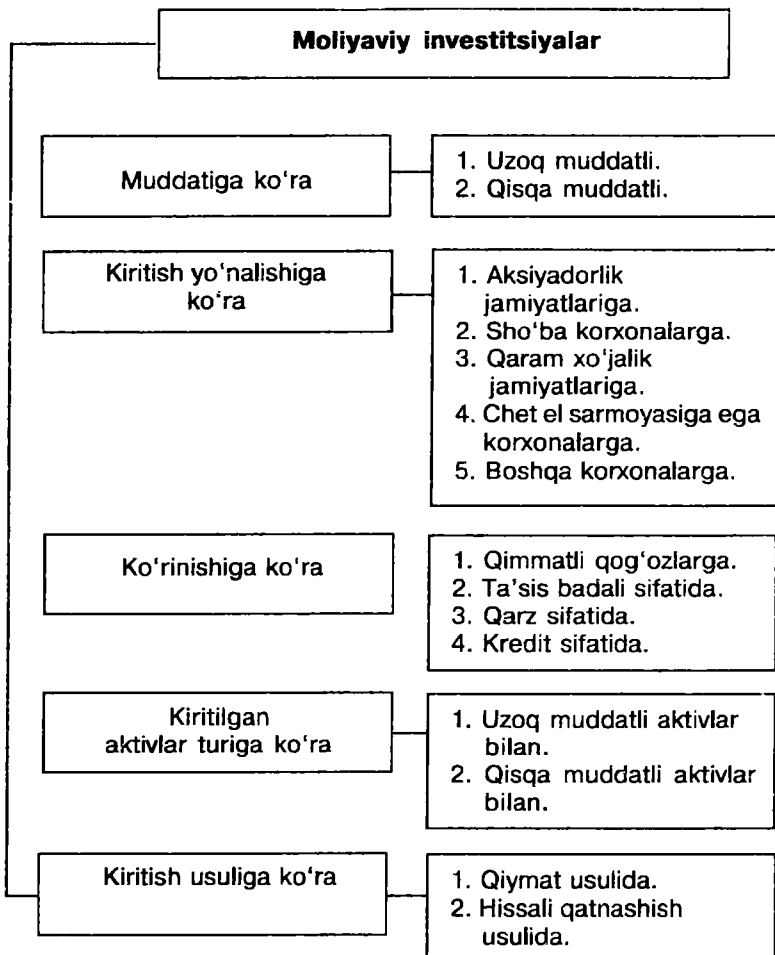 Moliyaviy investitsiyalar
Muddatiga ko‘ra
1. Uzoq muddatli.
2. Qisqa muddatli.
Kiritish yo‘nalishiga
ko‘ra
1. Aksiyadorlik
jamiyatlariga.
2. Sho‘ba korxonalarga.
3. Qaram xo‘jalik
jamiyatlariga.
4. Chet el sarmoyasiga ega
korxonalarga.
5. Boshqa korxonalarga.
Ko‘rinishiga ko‘ra
1. Qimmatli qog‘ozlarga.
2. Ta’sis badali sifatida.
3. Qarz sifatida.
4. Kredit sifatida.
Kiritilgan
aktivlar turiga ko‘ra
1. Uzoq muddatli aktivlar
bilan.
2. Qisqa muddatli aktivlar
bilan.
Kiritish usuliga ko‘ra
1. Qiymat usulida.
2. Hissali qatnashish
usulida.